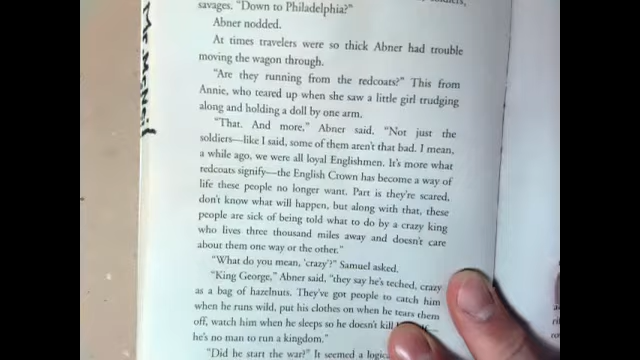 Mr. McNeil
savages. "Down to Philadelphia?"
Abner nodded.
At times travelers were so thick Abner had trouble
moving the wagon through.
"Are they running from the redcoats?" This from
Annie, who teared up when she saw a little girl trudging
along and holding a doll by one arm.
"That. And more," Abner said. "Not just the
soldiers—like I said, some of them aren't that bad. I mean,
a while ago, we were all loyal Englishmen. It's more what
redcoats signify—the English Crown has become a way of
life these people no longer want. Part is they're scared,
don't know what will happen, but along with that, these
people are sick of being told what to do by a crazy king
who lives three thousand miles away and doesn't care
about them one way or the other."
"What do you mean, 'crazy'?" Samuel asked.
"King George," Abner said, "they say he's teched, crazy
as a bag of hazelnuts. They've got people to catch him
when he runs wild, put his clothes on when he tears them
off, watch him when he sleeps so he doesn't kill
he's no man to run a kingdom."
"Did he start the war?" It seemed a